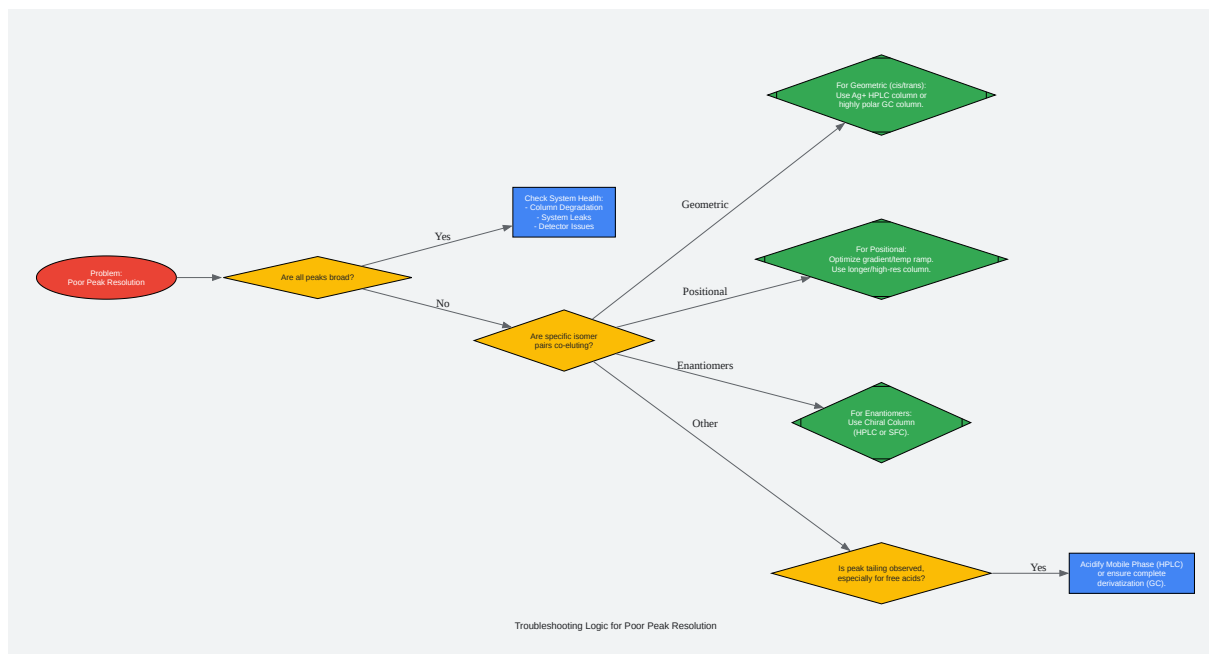 Problem:
Poor Peak Resolution
Are all peaks broad?
Yes
Check System Health:
- Column Degradation
- System Leaks
- Detector Issues
No
Are specific isomer
pairs co-eluting?
Geometric
For Geometric (cis/trans):
Use Ag+ HPLC column or
highly polar GC column.
Positional
For Positional:
Optimize gradient/temp ramp.
Use longer/high-res column.
Enantiomers
For Enantiomers:
Use Chiral Column
(HPLC or SFC).
Other
Is peak tailing observed,
especially for free acids?
Yes
Acidify Mobile Phase (HPLC)
or ensure complete
derivatization (GC).
Troubleshooting Logic for Poor Peak Resolution